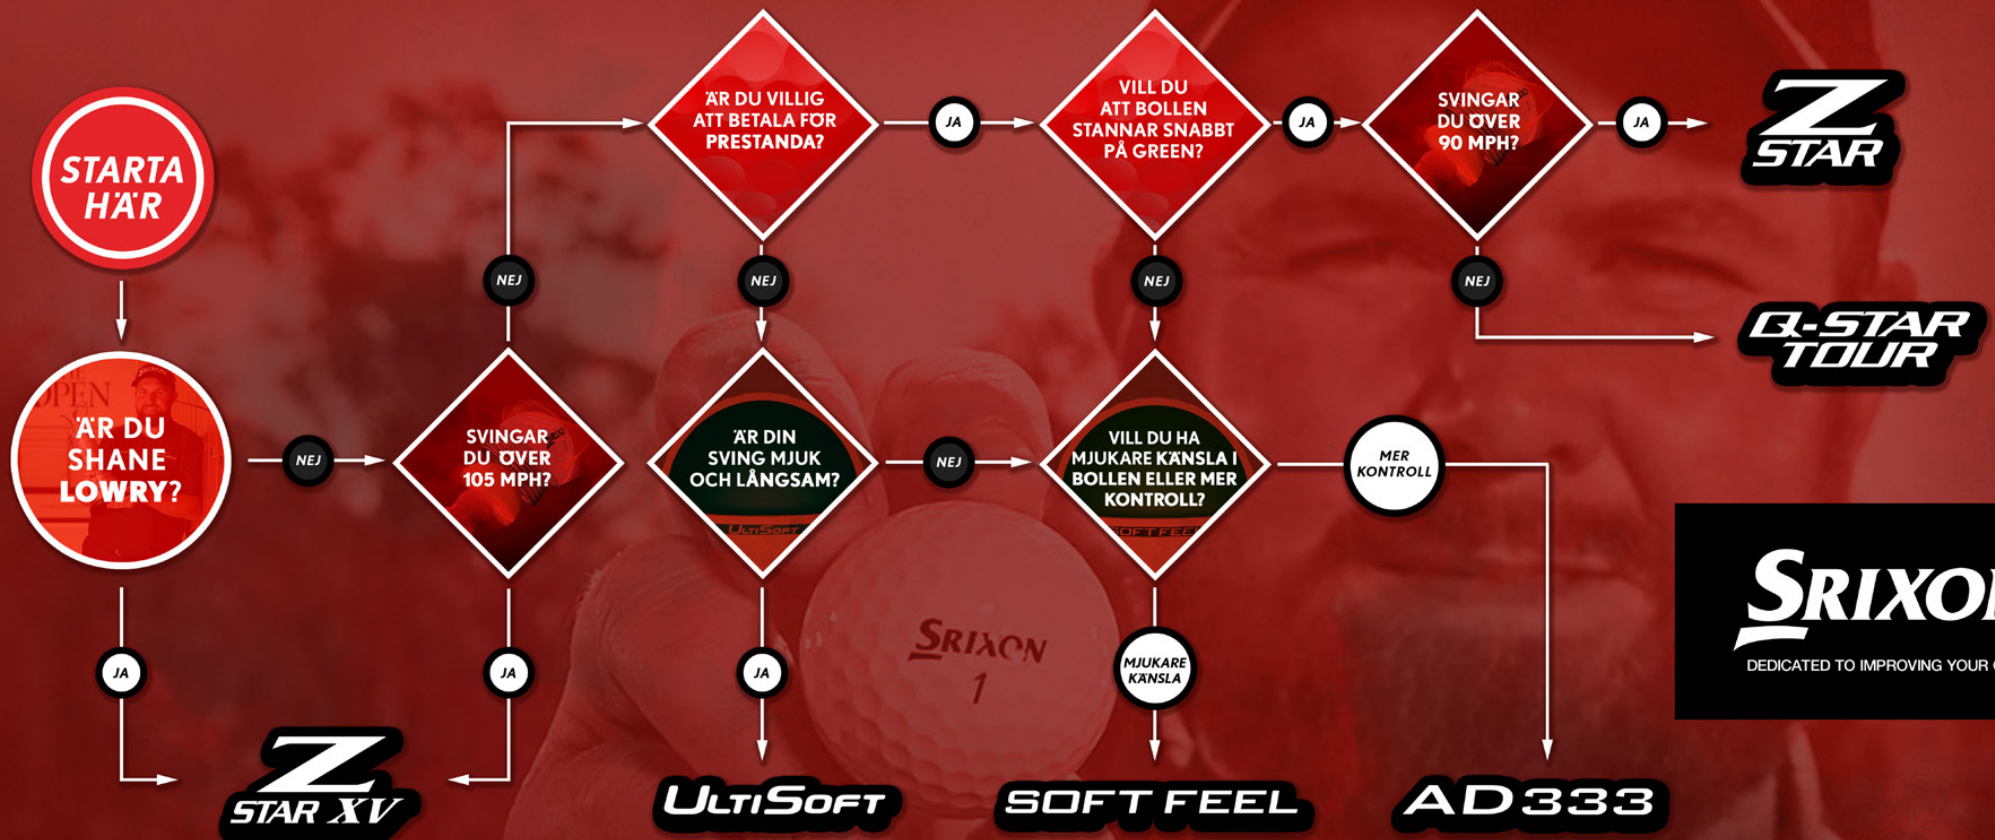 STARTA
HÄR
ÄR DU
SHANE
LOWRY?
NEJ
JA
SVINGAR
DU ÖVER
105 MPH?
NEJ
JA
Z
STAR XV
ÄR DU VILLIG
ATT BETALA FÖR
PRESTANDA?
JA
NEJ
VILL DU
ATT BOLLEN
STANNAR SNABBT
PÅ GREEN?
JA
NEJ
SVINGAR
DU ÖVER
90 MPH?
JA
NEJ
Z
STAR
Q-STAR
TOUR
ÄR DIN
SVING MJUK
OCH LÅNGSAM?
ULTISOFT
NEJ
JA
ULTISOFT
VILL DU HA
MJUKARE KÄNSLA I
BOLLEN ELLER MER
KONTROLL?
SOFT FEEL
MJUKARE
KÄNSLA
SOFT FEEL
MER
KONTROLL
AD333
SRIXON
1
SRIXON
DEDICATED TO IMPROVING YOUR